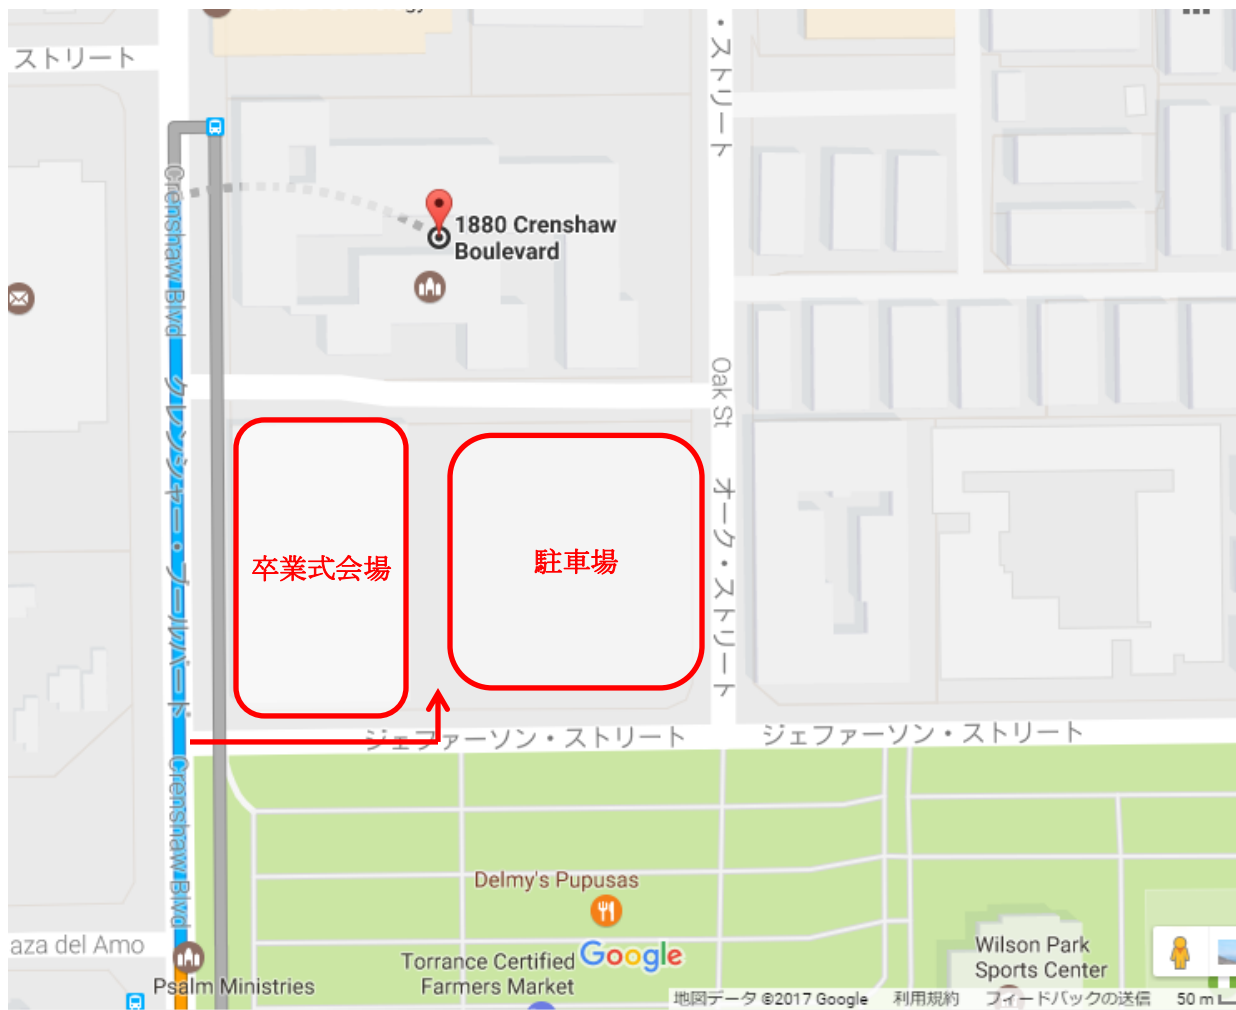 ストリート
・ストリート
Crenshaw Blvd
クレンシャー・ブールバード
Crenshaw Blvd
1880 Crenshaw
Boulevard
Oak St
オーク・ストリート
卒業式会場
駐車場
ジェファーソン・ストリート
ジェファーソン・ストリート
Delmy's Pupusas
aza del Amo
Psalm Ministries
Torrance Certified
Farmers Market
Google
Wilson Park
Sports Center
地図データ ©2017 Google 利用規約 フィードバックの送信 50 m